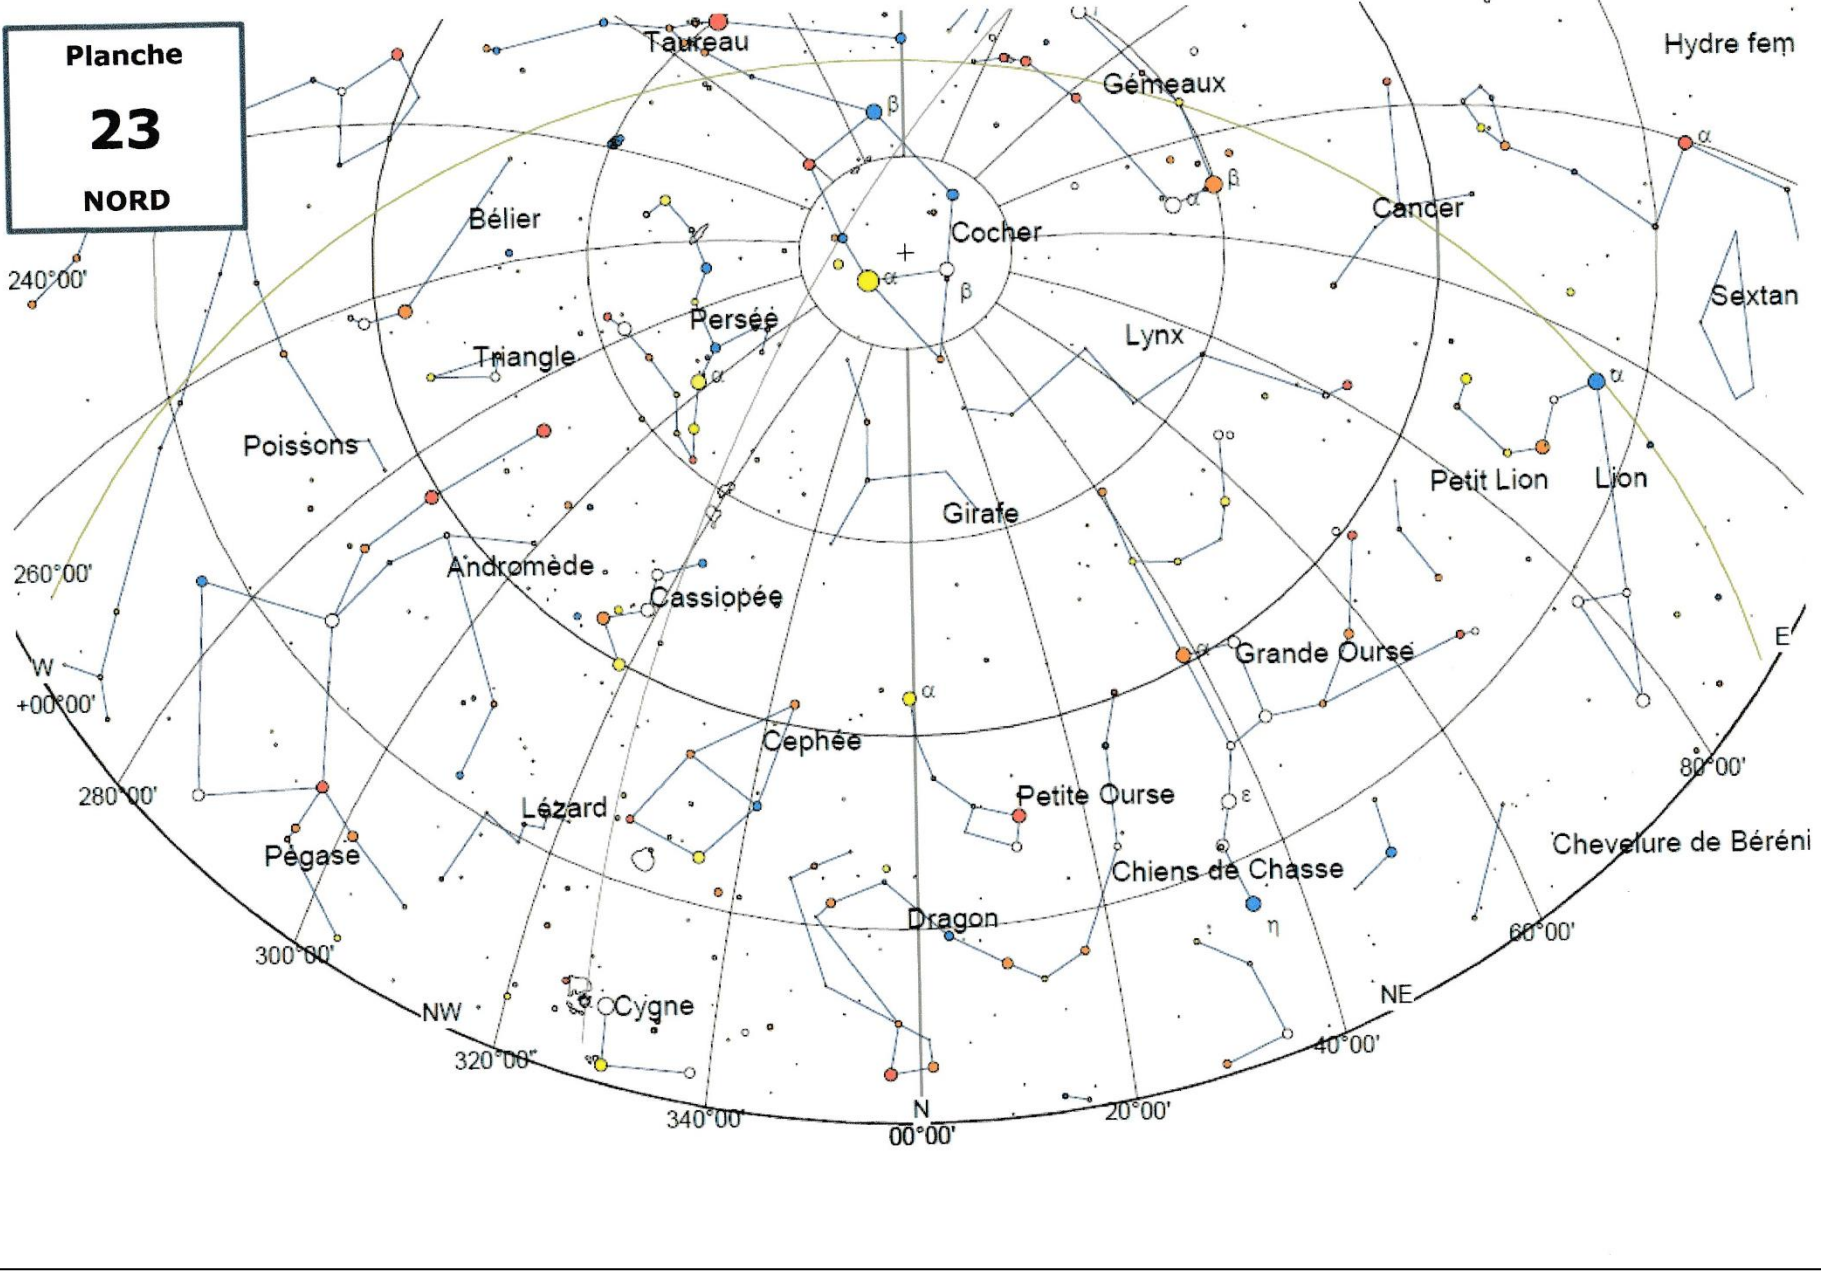 Planche
23
NORD
Taureau
Hydre fem
Gémeaux
β
α
β
α
Cancer
Bélier
Cocher
240°00'
α
β
Sextan
Persée
Lynx
Triangle
α
α
Poissons
Petit Lion
Lion
Girafe
260°00'
Andromède
Cassiopée
E
α
Grande Ourse
W
+00°00'
α
Cephée
80°00'
280°00'
Petite Ourse
ε
Lézard
Pégase
Chevelure de Béréni
Chiens de Chasse
Dragon
η
60°00'
300°00'
NE
Cygne
α
NW
40°00'
320°00'
N
20°00'
340°00'
00°00'